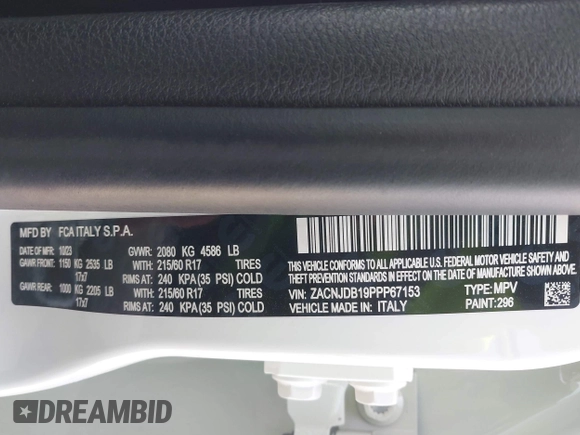 MFD BY FCA ITALY S.P.A.
DATE OF MFR 10/23 GVWR: 2080 KG 4586 LB
GAWR FRONT: 1150 KG 2535 LB WITH: 215/60 R17 TIRES
17x7 RIMS AT: 240 KPA (35 PSI) COLD
GAWR REAR: 1000 KG 2205 LB WITH: 215/60 R17 TIRES
17x7 RIMS AT: 240 KPA (35 PSI) COLD
THIS VEHICLE CONFORMS TO ALL APPLICABLE U.S. FEDERAL MOTOR VEHICLE SAFETY AND
THEFT PREVENTION STANDARDS IN EFFECT ON THE DATE OF MANUFACTURE SHOWN ABOVE.
VIN: ZACNJDB19PPP67153 TYPE: MPV
VEHICLE MADE IN: ITALY PAINT: 296
DREAMBID